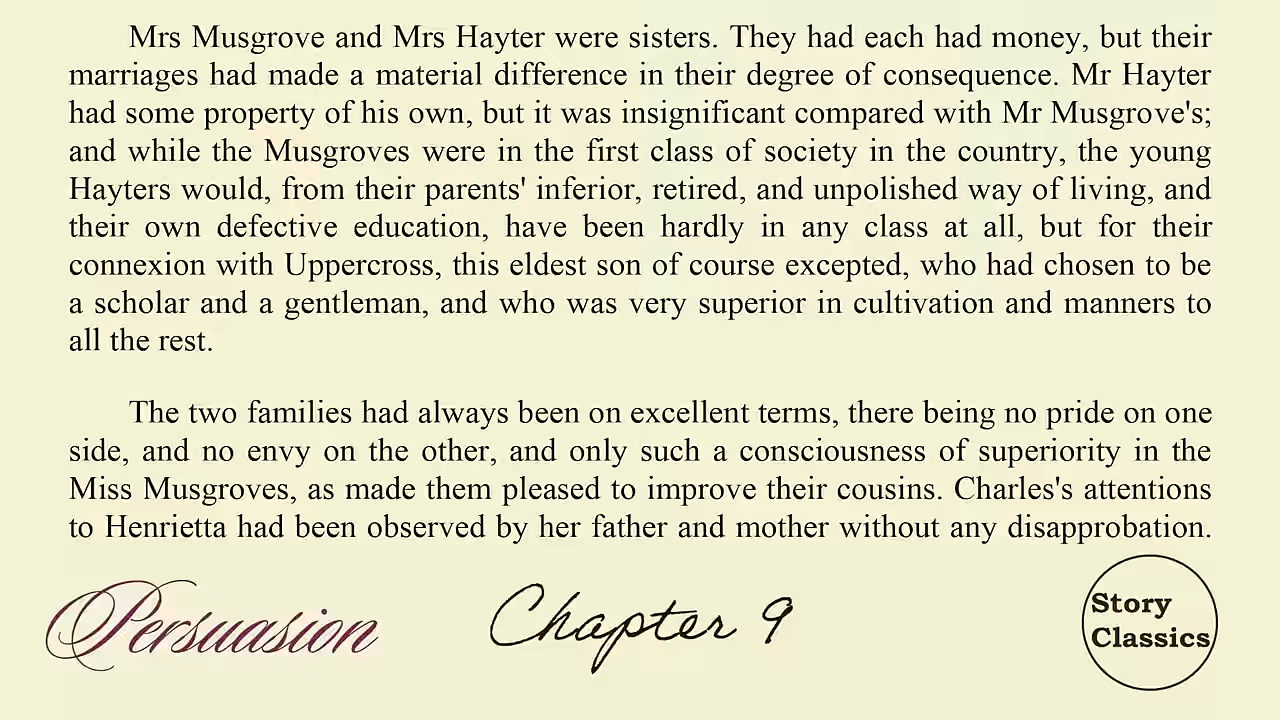 Mrs Musgrove and Mrs Hayter were sisters. They had each had money, but their
marriages had made a material difference in their degree of consequence. Mr Hayter
had some property of his own, but it was insignificant compared with Mr Musgrove's;
and while the Musgroves were in the first class of society in the country, the young
Hayters would, from their parents' inferior, retired, and unpolished way of living, and
their own defective education, have been hardly in any class at all, but for their
connexion with Uppercross, this eldest son of course excepted, who had chosen to be
a scholar and a gentleman, and who was very superior in cultivation and manners to
all the rest.
The two families had always been on excellent terms, there being no pride on one
side, and no envy on the other, and only such a consciousness of superiority in the
Miss Musgroves, as made them pleased to improve their cousins. Charles's attentions
to Henrietta had been observed by her father and mother without any disapprobation.
Persuasion
Chapter 9
Story
Classics